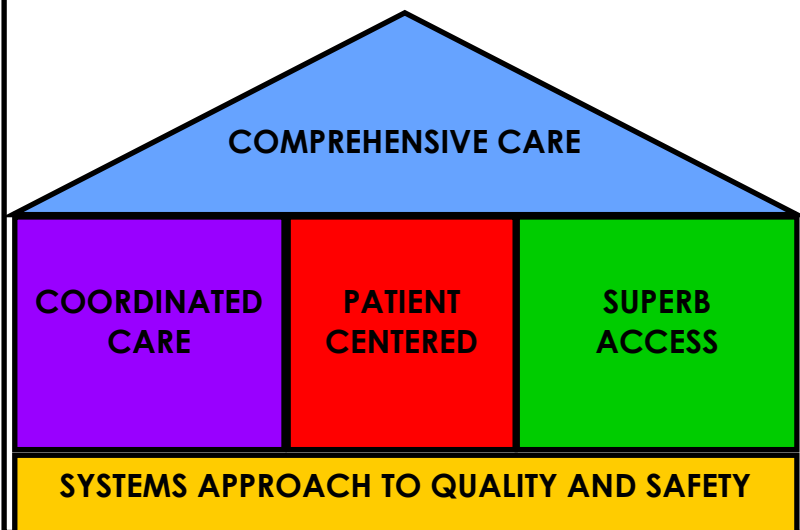 COMPREHENSIVE CARE
COORDINATED
CARE
PATIENT
CENTERED
SUPERB
ACCESS
SYSTEMS APPROACH TO QUALITY AND SAFETY